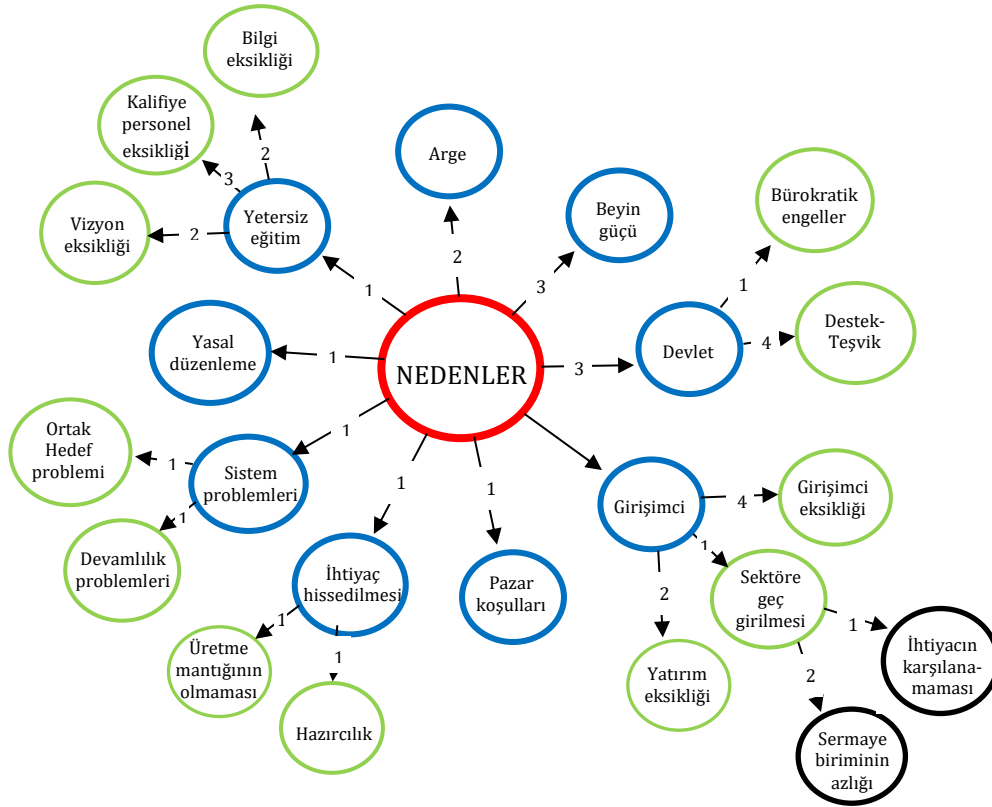 Bilgi
eksikliği
Kalifiye
personel
eksikliği
Vizyon
eksikliği
2
3
2
Yetersiz
eğitim
1
Arge
2
Beyin
güçü
3
Bürokratik
engeller
1
Destek-
Teşvik
4
Devlet
3
NEDENLER
Yasal
düzenleme
1
Ortak
Hedef
problemi
1
Sistem
problemleri
1
Devamlılık
problemleri
1
İhtiyaç
hissedilmesi
1
Üretme
mantığının
olmaması
1
Hazırcılık
1
Pazar
koşulları
1
Girişimci
4
Girişimci
eksikliği
1
Sektöre
geç
girilmesi
2
Yatırım
eksikliği
1
İhtiyacın
karşılana-
maması
2
Sermaye
biriminin
azlığı